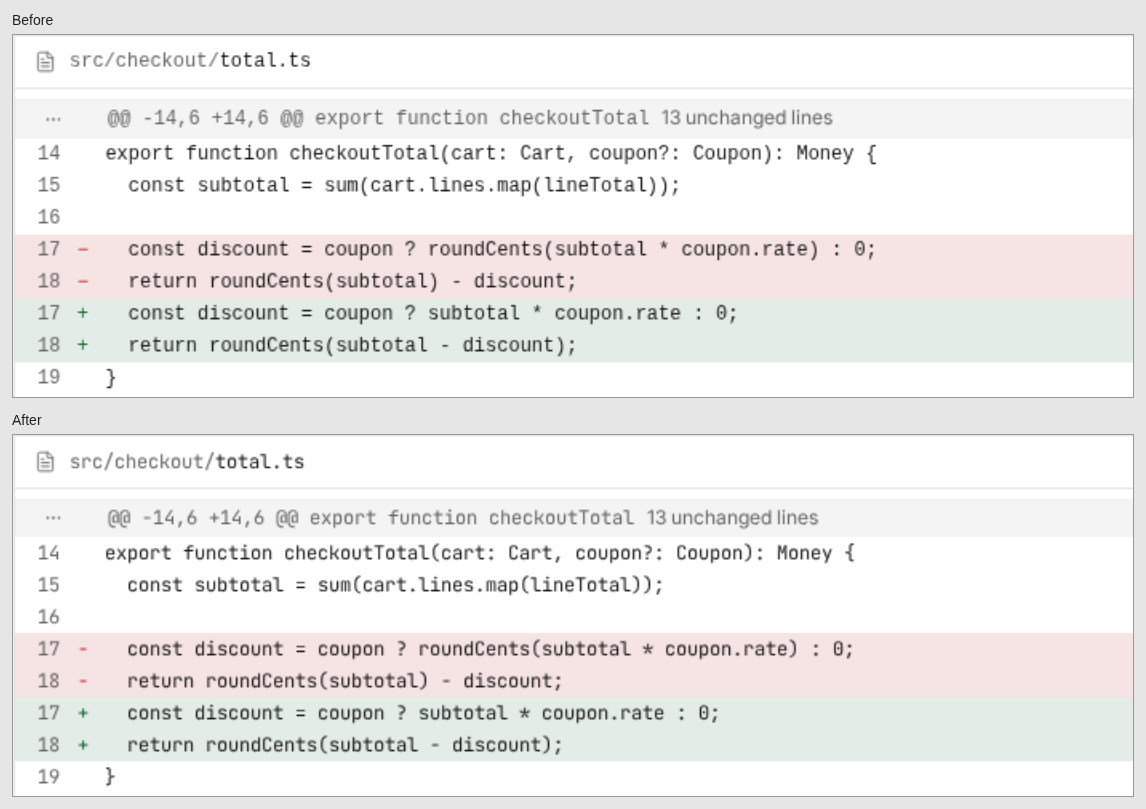 Before
src/checkout/total.ts
... @@ -14,6 +14,6 @@ export function checkoutTotal 13 unchanged lines
14 export function checkoutTotal(cart: Cart, coupon?: Coupon): Money {
15 const subtotal = sum(cart.lines.map(lineTotal));
16
17 − const discount = coupon ? roundCents(subtotal * coupon.rate) : 0;
18 − return roundCents(subtotal) - discount;
17 + const discount = coupon ? subtotal * coupon.rate : 0;
18 + return roundCents(subtotal - discount);
19 }
After
src/checkout/total.ts
... @@ -14,6 +14,6 @@ export function checkoutTotal 13 unchanged lines
14 export function checkoutTotal(cart: Cart, coupon?: Coupon): Money {
15 const subtotal = sum(cart.lines.map(lineTotal));
16
17 - const discount = coupon ? roundCents(subtotal * coupon.rate) : 0;
18 - return roundCents(subtotal) - discount;
17 + const discount = coupon ? subtotal * coupon.rate : 0;
18 + return roundCents(subtotal - discount);
19 }